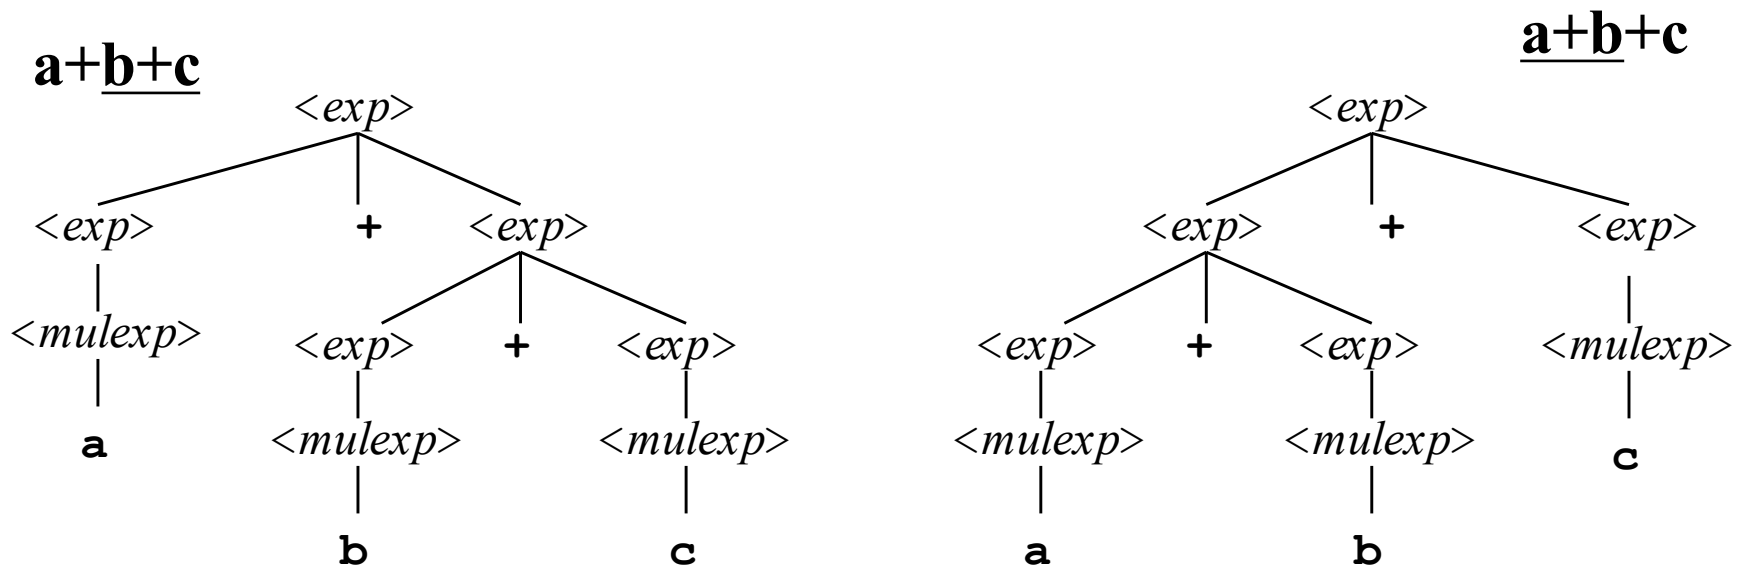 a+b+c
a+b+c
<exp> <exp>
<exp> + <exp> <exp> + <exp>
<mulexp> <exp> + <exp> <exp> + <exp> <mulexp>
a <mulexp> <mulexp> <mulexp> <mulexp> c
b c a b